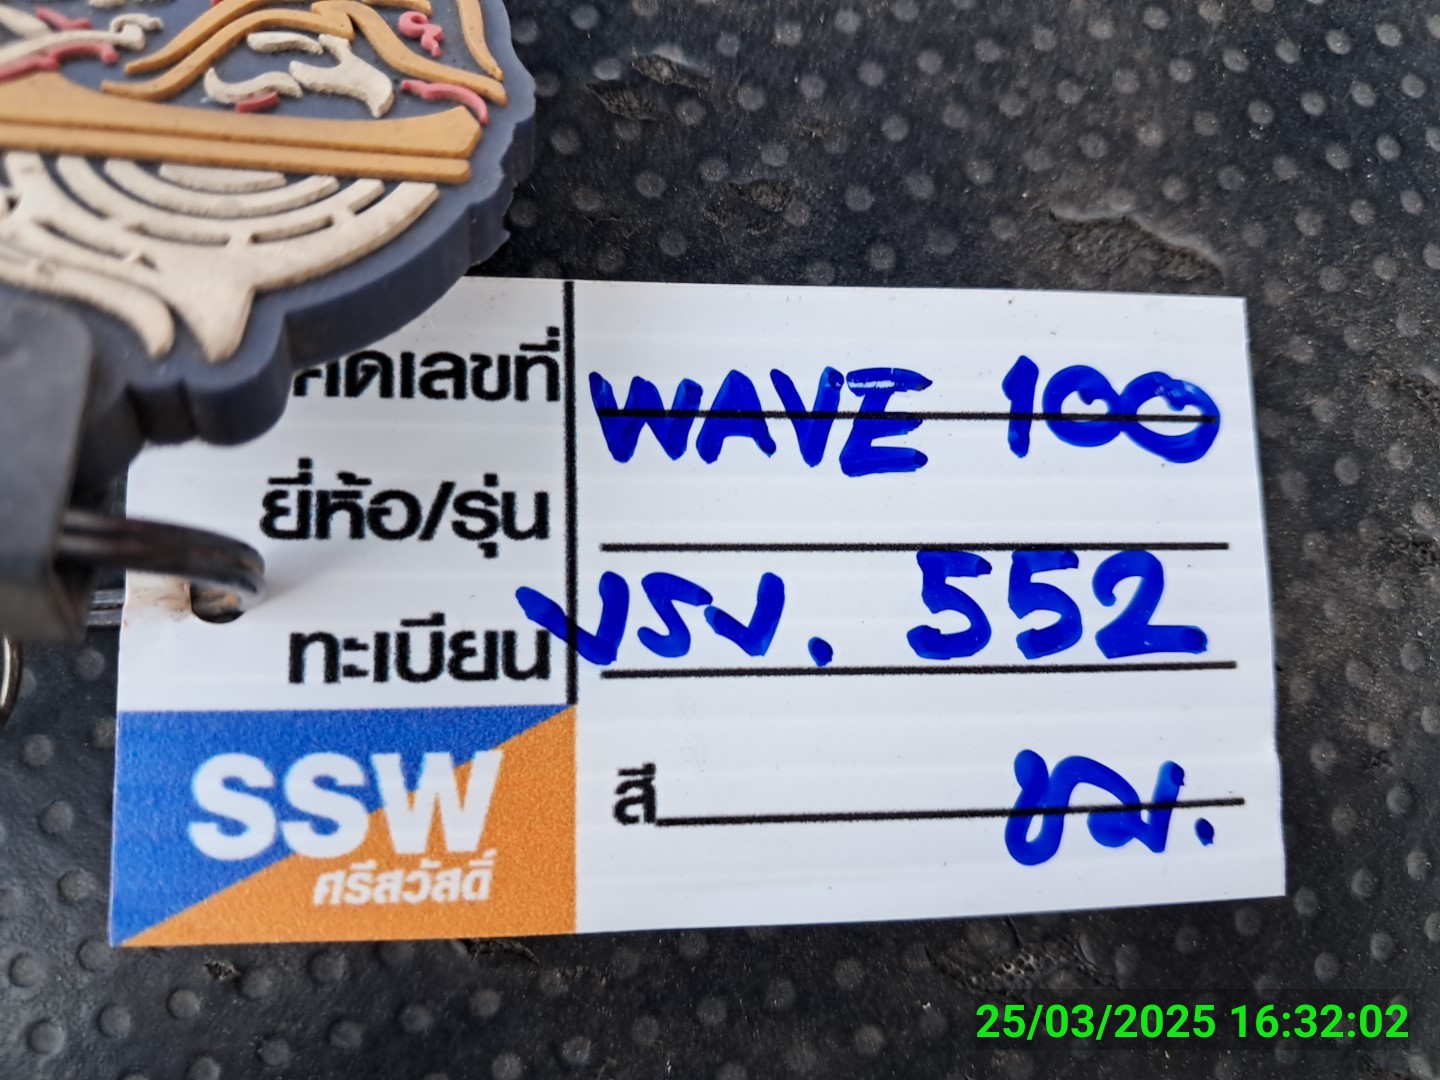 คัดเลขที่ WAVE 100
ยี่ห้อ/รุ่น
ทะเบียน บรง. 552
สี ชม.
SSW
ศรีสวัสดิ์
25/03/2025 16:32:02